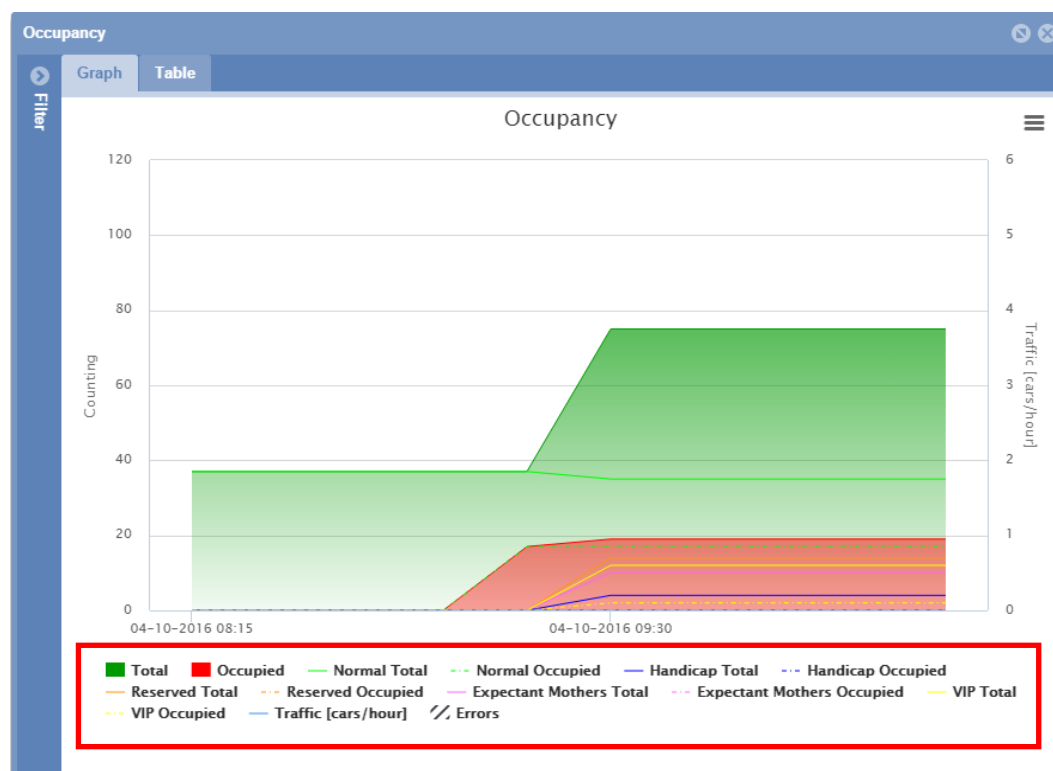 Occupancy
Graph Table
Filter
Occupancy
120
100
80
60
40
20
0
Counting
6
5
4
3
2
1
0
Traffic [cars/hour]
04-10-2016 08:15 04-10-2016 09:30
Total Occupied Normal Total Normal Occupied Handicap Total Handicap Occupied
Reserved Total Reserved Occupied Expectant Mothers Total Expectant Mothers Occupied VIP Total
VIP Occupied Traffic [cars/hour] Errors